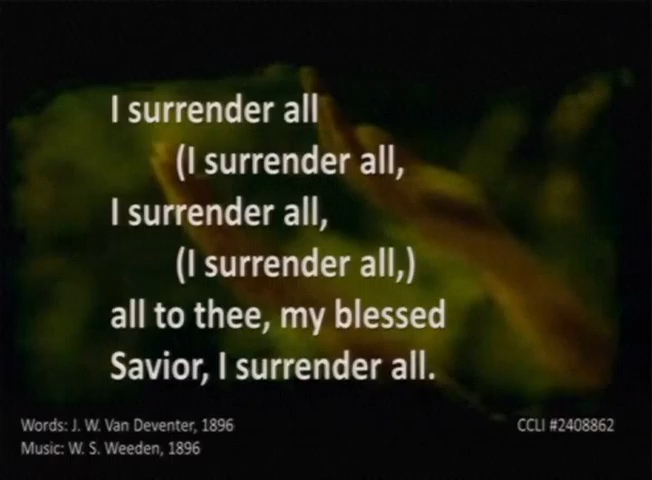 I surrender all
(I surrender all,
I surrender all,
(I surrender all,)
all to thee, my blessed
Savior, I surrender all.
Words: J. W. Van Deventer, 1896
Music: W. S. Weeden, 1896
CCLI #2408862